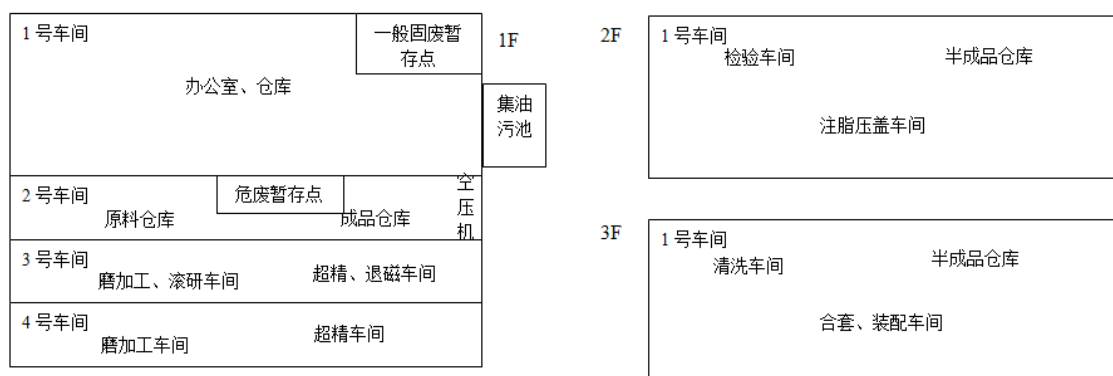 1 号车间
一般固废暂
存点
办公室、仓库
1F
集油
污池
2 号车间
危废暂存点
原料仓库
成品仓库
空
压
机
3 号车间
磨加工、滚研车间
超精、退磁车间
4 号车间
磨加工车间
超精车间
2F
1 号车间
检验车间
半成品仓库
注脂压盖车间
3F
1 号车间
清洗车间
半成品仓库
合套、装配车间